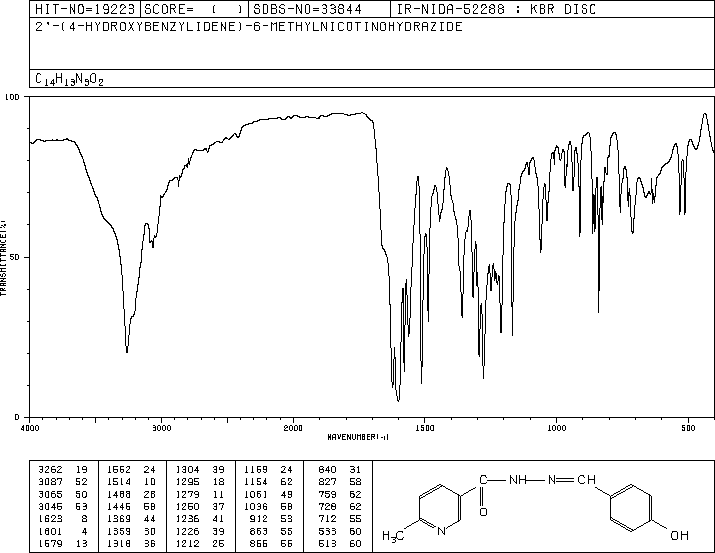 HIT-NO=19223 SCORE= ( ) SDBS-NO=33844 IR-NIDA-52288 : KBR DISC
2'-(4-HYDROXYBENZYLIDENE)-6-METHYLNICOTINOHYDRAZIDE
C14H13N3O2
100
50
0
TRANSMITTANCE(%)
4000 3000 2000 1500 1000 500
WAVENUMBER(-1)
3262 19 1562 24 1304 39 1169 24 840 31
3087 52 1514 10 1295 18 1154 62 827 58
3065 50 1488 28 1279 11 1061 49 759 62
3045 53 1445 58 1250 37 1036 58 728 62
1623 8 1369 44 1236 41 912 53 712 55
1601 4 1359 30 1226 39 863 55 533 60
1579 13 1318 36 1212 25 855 56 513 60
C NH N CH
O
H3C N OH